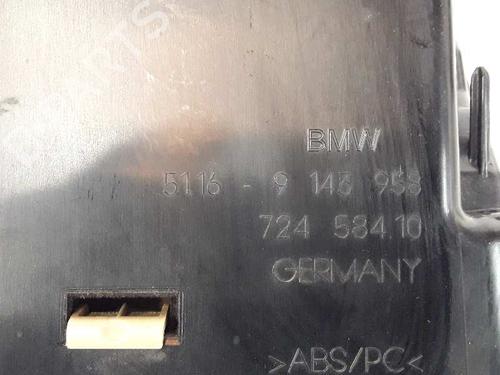 BMW
5116 - 9 143 958
724 584.10
GERMANY
>ABS/PC<